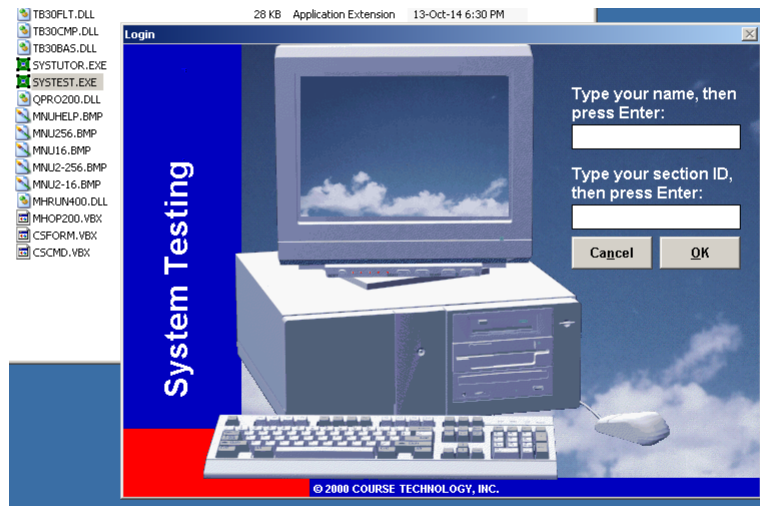 TB30FLT.DLL 28 KB Application Extension 13-Oct-14 6:30 PM
TB30CMP.DLL
TB30BAS.DLL
SYSTUTOR.EXE
SYSTEST.EXE
QPRO200.DLL
MNUHELP.BMP
MNU256.BMP
MNU16.BMP
MNU2-256.BMP
MNU2-16.BMP
MHRUN400.DLL
MHOP200.VBX
CSFORM.VBX
CSCMD.VBX
Login
System Testing
Type your name, then
press Enter:
Type your section ID,
then press Enter:
Cancel OK
© 2000 COURSE TECHNOLOGY, INC.